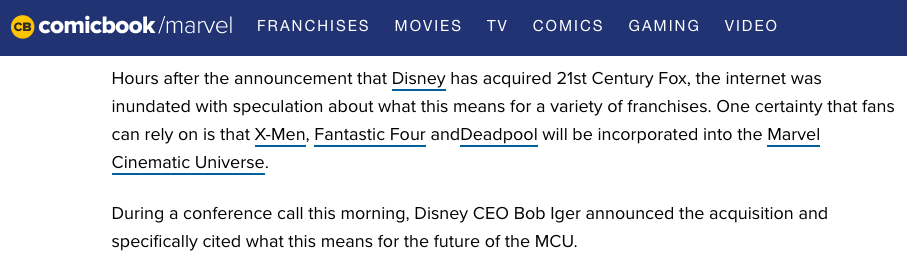 CB comicbook/marvel FRANCHISES MOVIES TV COMICS GAMING VIDEO
Hours after the announcement that Disney has acquired 21st Century Fox, the internet was
inundated with speculation about what this means for a variety of franchises. One certainty that fans
can rely on is that X-Men, Fantastic Four andDeadpool will be incorporated into the Marvel
Cinematic Universe.
During a conference call this morning, Disney CEO Bob Iger announced the acquisition and
specifically cited what this means for the future of the MCU.